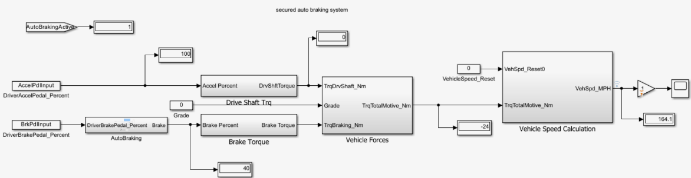 secured auto braking system
AutoBrakingActive
1
100
0
AccelPdlInput
DriverAccelPedal_Percent
Accel Percent
DrvShftTorque
Drive Shaft Trq
0
Grade
BrkPdlInput
DriverBrakePedal_Percent
DriverBrakePedal_Percent
Brake
AutoBraking
Brake Percent
Brake Torque
Brake Torque
40
TrqDrvShaft_Nm
Grade
TrqBraking_Nm
TrqTotalMotive_Nm
Vehicle Forces
-24
0
VehicleSpeed_Reset
VehSpd_Reset0
TrqTotalMotive_Nm
VehSpd_MPH
Vehicle Speed Calculation
164.1